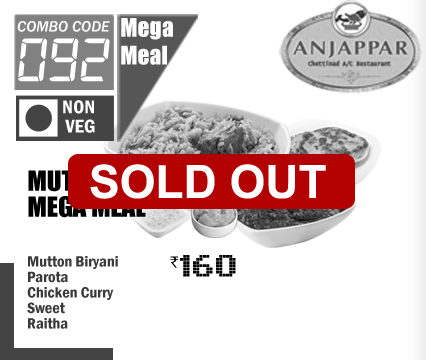 COMBO CODE
092
Mega
Meal
NON
VEG
ANJAPPAR
Chettinad A/C Restaurant
SOLD OUT
MEGA MEAL
₹160
Mutton Biryani
Parota
Chicken Curry
Sweet
Raitha